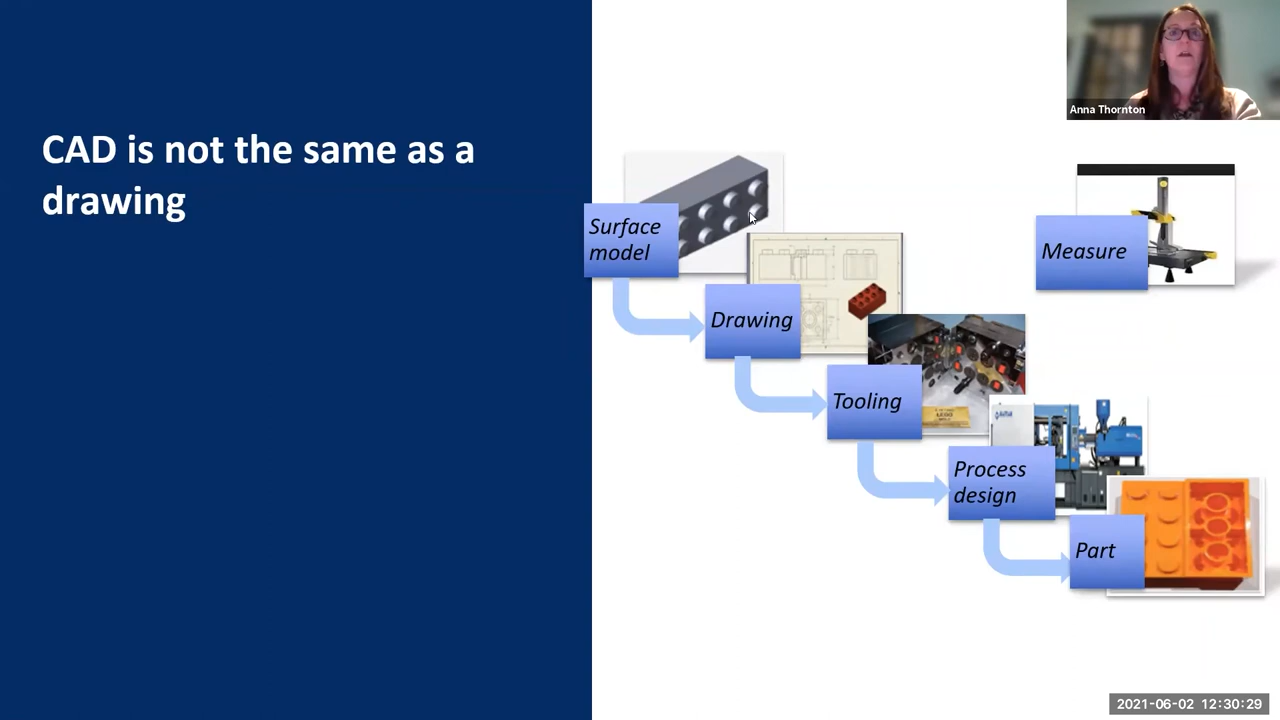 CAD is not the same as a
drawing
Anna Thornton
Surface
model
Measure
Drawing
Tooling
LEGO
Process
design
Part
2021-06-02 12:30:29